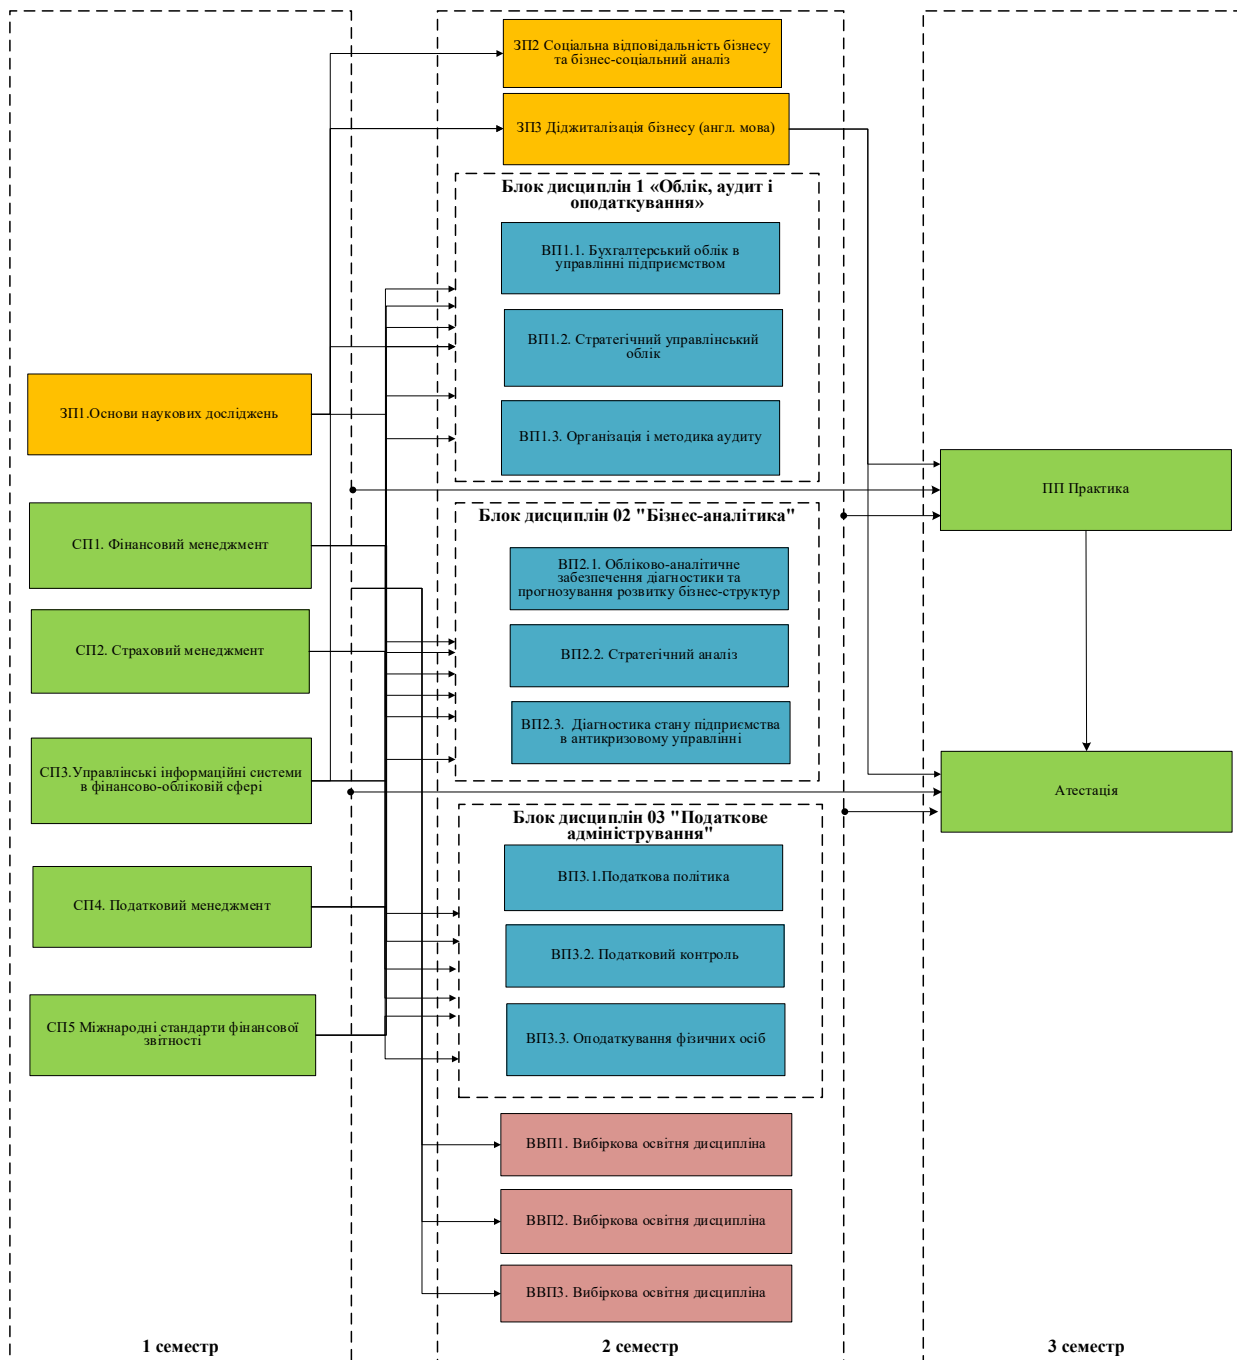 ЗП1.Основи наукових досліджень
СП1. Фінансовий менеджмент
СП2. Страховий менеджмент
СП3.Управлінські інформаційні системи
в фінансово-обліковій сфері
СП4. Податковий менеджмент
СП5 Міжнародні стандарти фінансової
звітності
1 семестр
ЗП2 Соціальна відповідальність бізнесу
та бізнес-соціальний аналіз
ЗП3 Діджиталізація бізнесу (англ. мова)
Блок дисциплін 1 «Облік, аудит і
оподаткування»
ВП1.1. Бухгалтерський облік в
управлінні підприємством
ВП1.2. Стратегічний управлінський
облік
ВП1.3. Організація і методика аудиту
Блок дисциплін 02 "Бізнес-аналітика"
ВП2.1. Обліково-аналітичне
забезпечення діагностики та
прогнозування розвитку бізнес-структур
ВП2.2. Стратегічний аналіз
ВП2.3. Діагностика стану підприємства
в антикризовому управлінні
Блок дисциплін 03 "Податкове
адміністрування"
ВП3.1.Податкова політика
ВП3.2. Податковий контроль
ВП3.3. Оподаткування фізичних осіб
ВВП1. Вибіркова освітня дисципліна
ВВП2. Вибіркова освітня дисципліна
ВВП3. Вибіркова освітня дисципліна
2 семестр
ПП Практика
Атестація
3 семестр